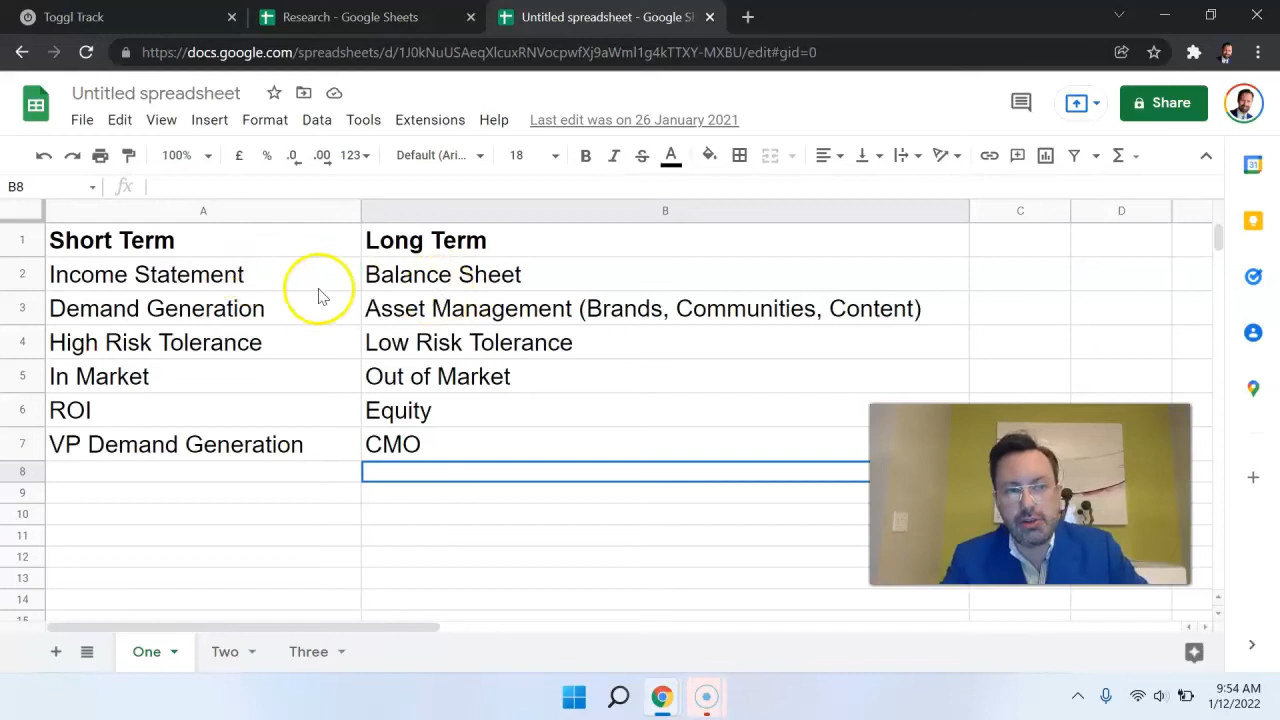 Toggl Track
Research - Google Sheets
Untitled spreadsheet - Google S
docs.google.com/spreadsheets/d/1J0kNuUSAeqXlcuxRNVocpwfXj9aWmI1g4kTTXY-MXBU/edit#gid=0
Untitled spreadsheet
Share
File Edit View Insert Format Data Tools Extensions Help Last edit was on 26 January 2021
100% £ % .0 .00 123 Default (Ari... 18 B I S A Σ
B8 fx
A B C D
1 Short Term Long Term
2 Income Statement Balance Sheet
3 Demand Generation Asset Management (Brands, Communities, Content)
4 High Risk Tolerance Low Risk Tolerance
5 In Market Out of Market
6 ROI Equity
7 VP Demand Generation CMO
8
9
10
11
12
13
14
15
One Two Three
31
9:54 AM
1/12/2022